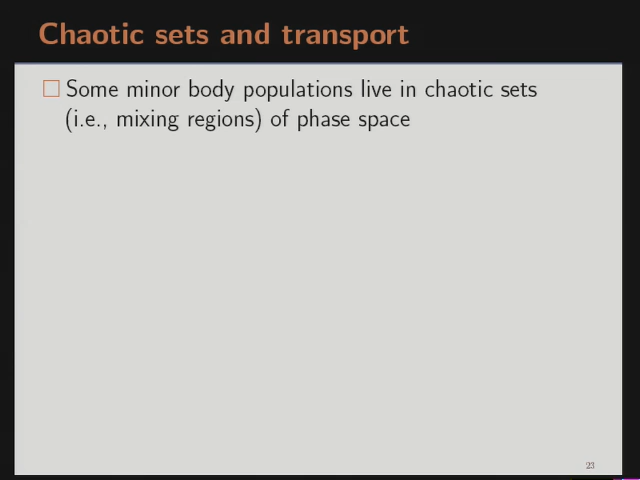 Chaotic sets and transport
Some minor body populations live in chaotic sets
(i.e., mixing regions) of phase space
23